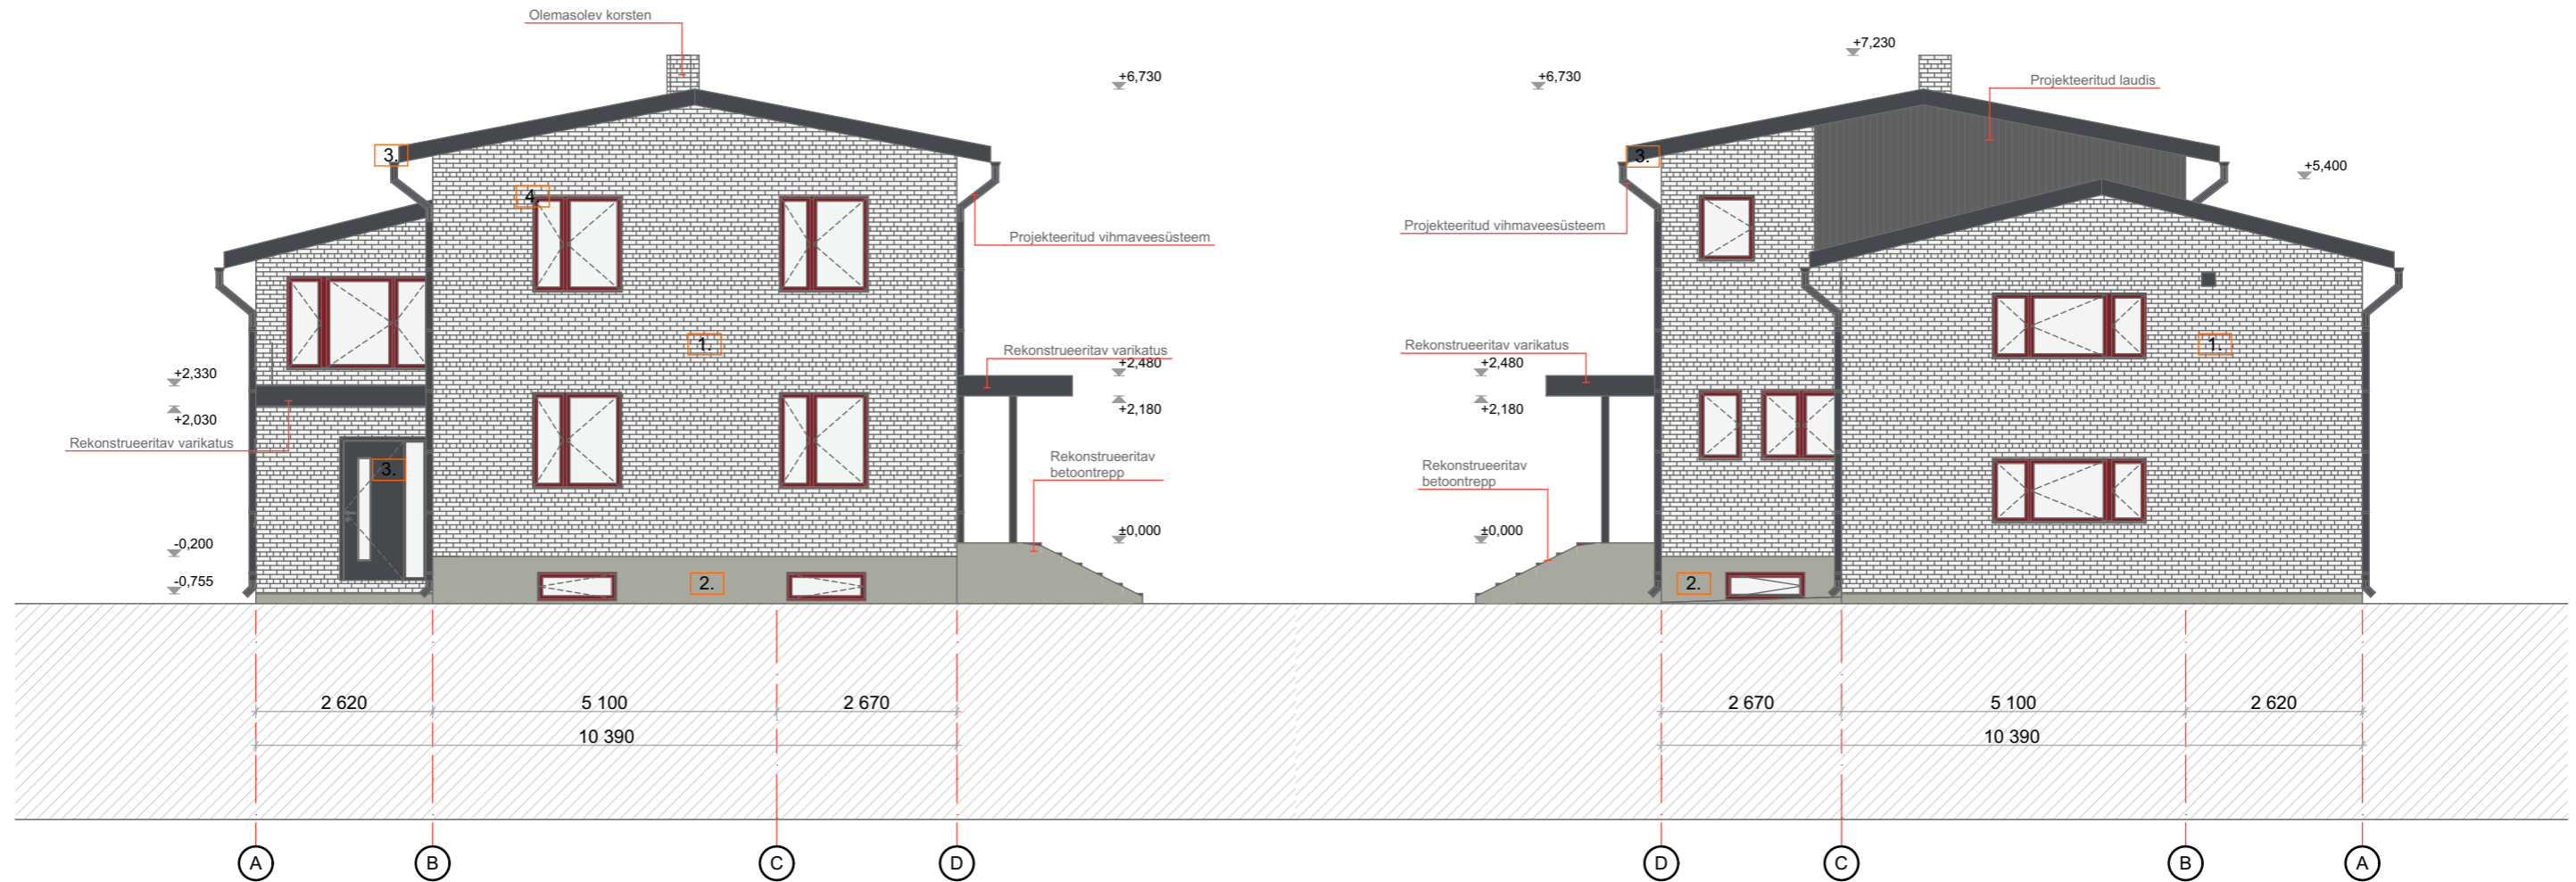 Olemasolev korsten
+6,730
3.
4.
Projekteeritud vihmaveesüsteem
1.
Rekonstrueeritav varikatus
+2,480
+2,180
+2,330
+2,030
Rekonstrueeritav varikatus
3.
Rekonstrueeritav
betoontrepp
±0,000
-0,200
-0,755
2.
2 620
5 100
2 670
10 390
A
B
C
D
+7,230
+6,730
Projekteeritud laudis
3.
+5,400
Projekteeritud vihmaveesüsteem
1.
Rekonstrueeritav varikatus
+2,480
+2,180
Rekonstrueeritav
betoontrepp
±0,000
2.
2 670
5 100
2 620
10 390
D
C
B
A